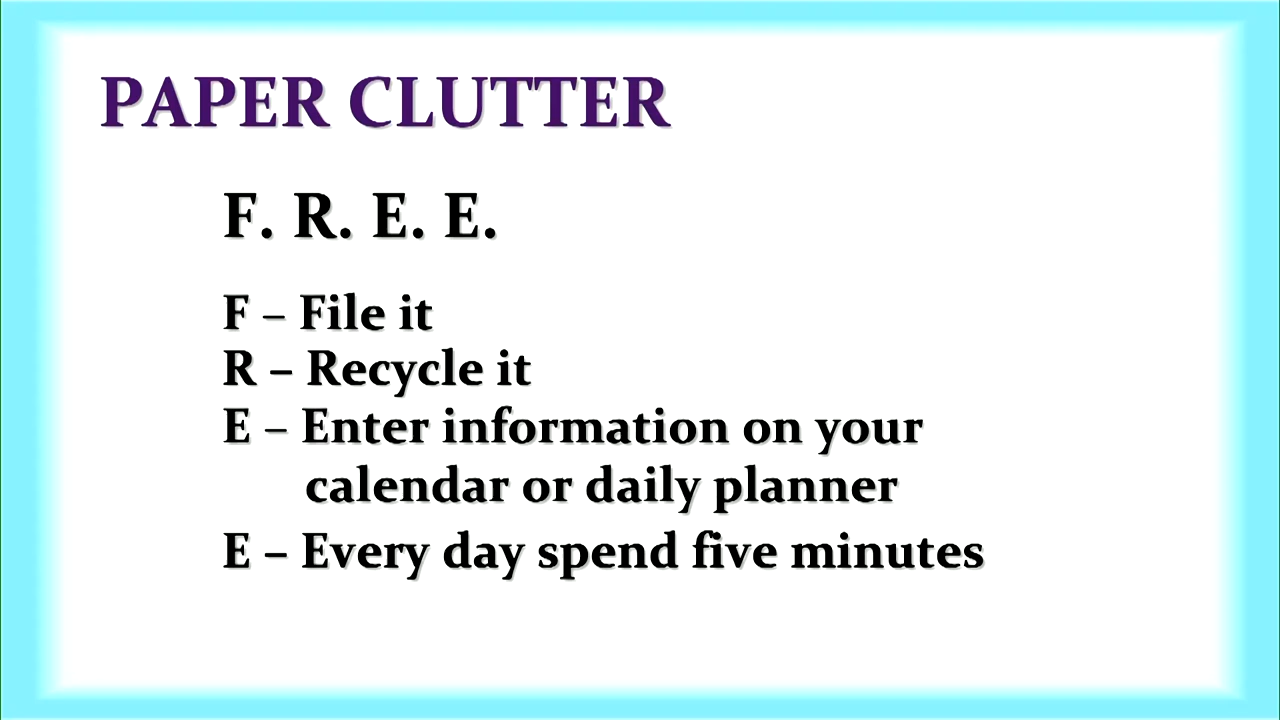 PAPER CLUTTER
F. R. E. E.
F – File it
R – Recycle it
E – Enter information on your
calendar or daily planner
E – Every day spend five minutes